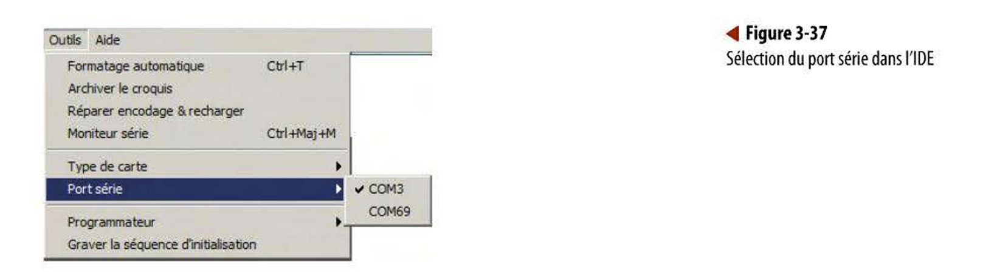 Outils Aide
Formatage automatique Ctrl+T
Archiver le croquis
Réparer encodage & recharger
Moniteur série Ctrl+Maj+M
Type de carte
Port série
COM3
COM69
Programmateur
Graver la séquence d'initialisation
Figure 3-37
Sélection du port série dans l'IDE